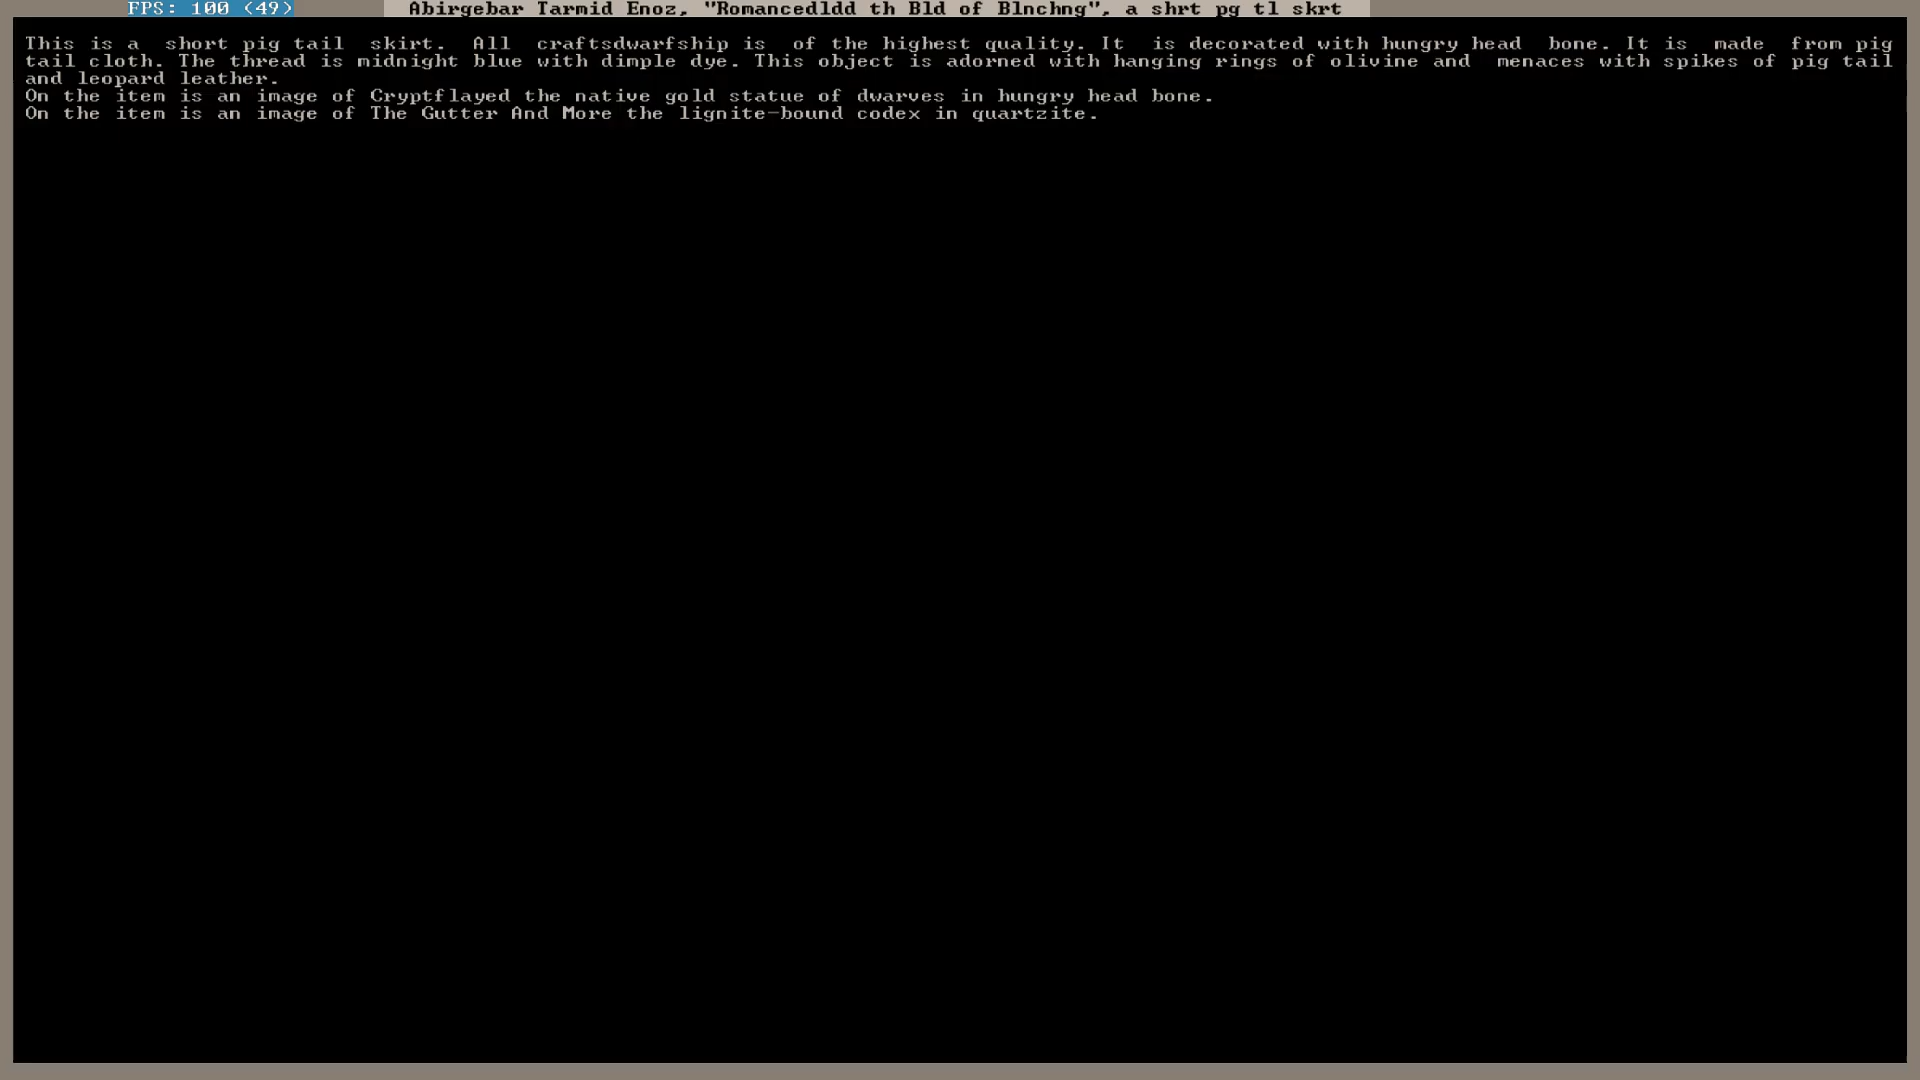 FPS: 100 (49) Abirgebar Tarmid Enoz, "Romancedldd th Bld of Blnchng", a shrt pg tl skrt
This is a short pig tail skirt. All craftsdwarfship is of the highest quality. It is decorated with hungry head bone. It is made from pig
tail cloth. The thread is midnight blue with dimple dye. This object is adorned with hanging rings of olivine and menaces with spikes of pig tail
and leopard leather.
On the item is an image of Cryptflayed the native gold statue of dwarves in hungry head bone.
On the item is an image of The Gutter And More the lignite-bound codex in quartzite.